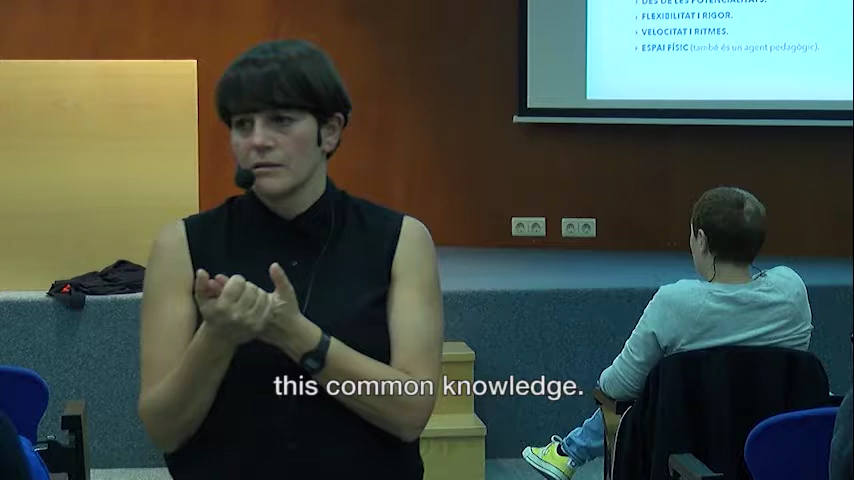 › DES DE LES POTENCIALITATS.
› FLEXIBILITAT I RIGOR.
› VELOCITAT I RITMES.
› ESPAI FÍSIC (també és un agent pedagògic).
this common knowledge.